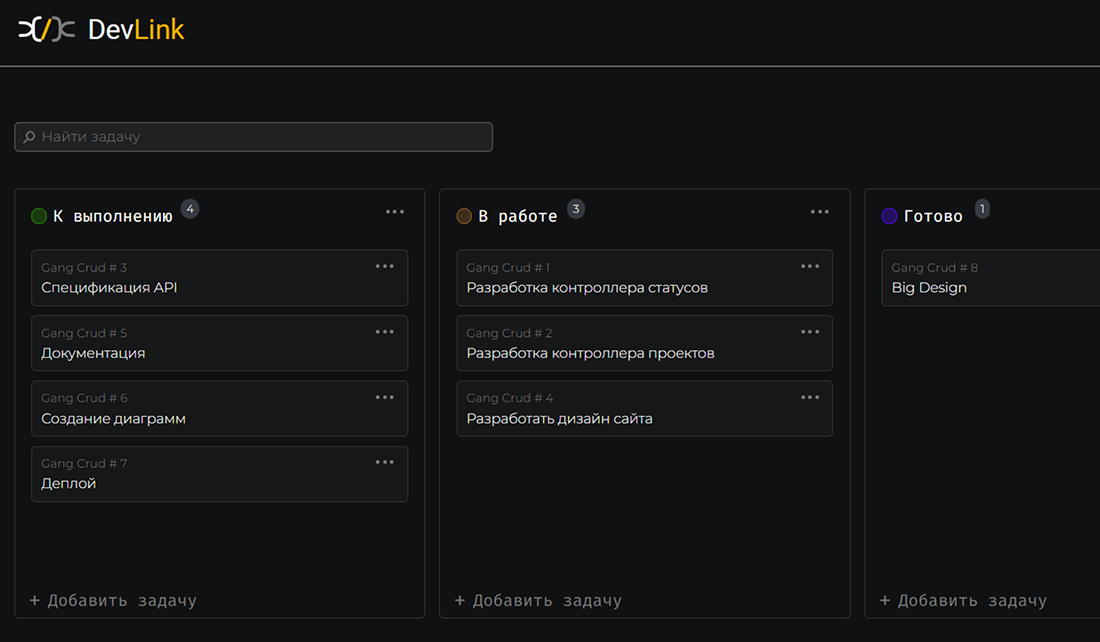 DevLink
Найти задачу
К выполнению 4
Gang Crud # 3
Спецификация API
Gang Crud # 5
Документация
Gang Crud # 6
Создание диаграмм
Gang Crud # 7
Деплой
+ Добавить задачу
В работе 3
Gang Crud # 1
Разработка контроллера статусов
Gang Crud # 2
Разработка контроллера проектов
Gang Crud # 4
Разработать дизайн сайта
+ Добавить задачу
Готово 1
Gang Crud # 8
Big Design
+ Добавить задачу